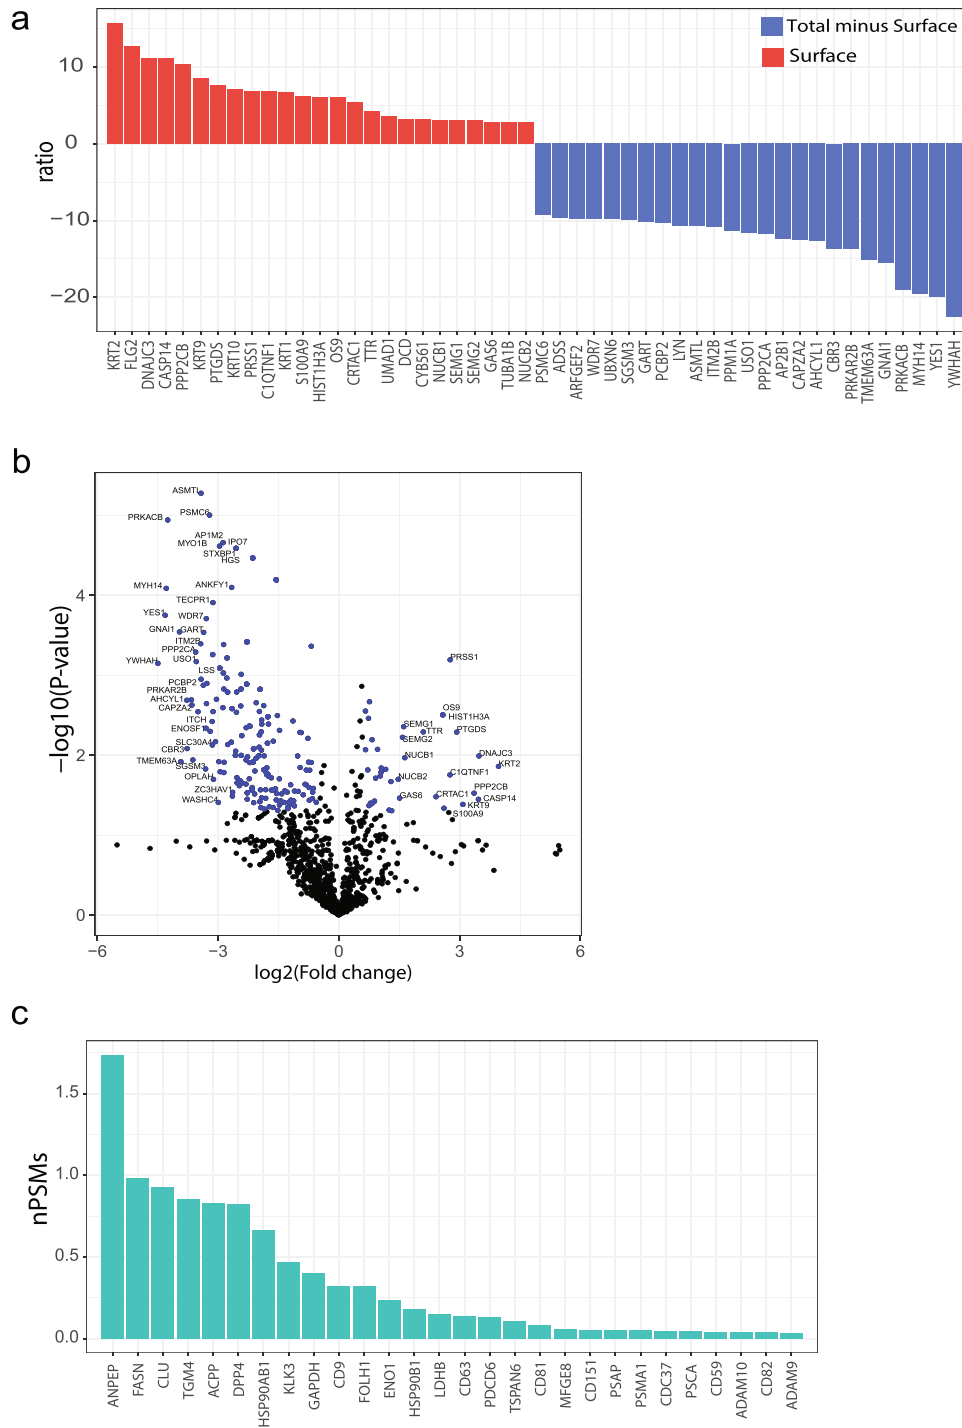 a
Total minus Surface
Surface
10
0
−10
−20
ratio
KRT2
FLG2
DNAJC3
CASP14
PPP2CB
KRT9
PTGDS
KRT10
PRSS1
C1QTNF1
KRT1
S100A9
HIST1H3A
OS9
CRTAC1
TTR
UMAD1
DCD
CYB561
NUCB1
SEMG1
SEMG2
GAS6
TUBA1B
NUCB2
PSMC6
ADSS
ARFGEF2
WDR7
UBXN6
SGSM3
GART
PCBP2
LYN
ASMTL
ITM2B
PPM1A
USO1
PPP2CA
AP2B1
CAPZA2
AHCYL1
CBR3
PRKAR2B
TMEM63A
GNAI1
PRKACB
MYH14
YES1
YWHAH
b
ASMTL
PRKACB
PSMC6
AP1M2
MYO1B
IPO7
STXBP1
HGS
MYH14
ANKFY1
TECPR1
YES1
WDR7
GNAI1
GART
ITM2B
PPP2CA
YWHAH
USO1
LSS
PCBP2
PRKAR2B
AHCYL1
CAPZA2
ITCH
ENOSF1
SLC30A4
CBR3
TMEM63A
SGSM3
OPLAH
ZC3HAV1
WASHC4
PRSS1
OS9
HIST1H3A
SEMG1
TTR
PTGDS
SEMG2
NUCB1
DNAJC3
KRT2
C1QTNF1
NUCB2
PPP2CB
GAS6
CRTAC1
CASP14
KRT9
S100A9
4
2
0
−log10(P-value)
−6
−3
0
3
6
log2(Fold change)
c
1.5
1.0
0.5
0.0
nPSMs
ANPEP
FASN
CLU
TGM4
ACPP
DPP4
HSP90AB1
KLK3
GAPDH
CD9
FOLH1
ENO1
HSP90B1
LDHB
CD63
PDCD6
TSPAN6
CD81
MFGE8
CD151
PSAP
PSMA1
CDC37
PSCA
CD59
ADAM10
CD82
ADAM9